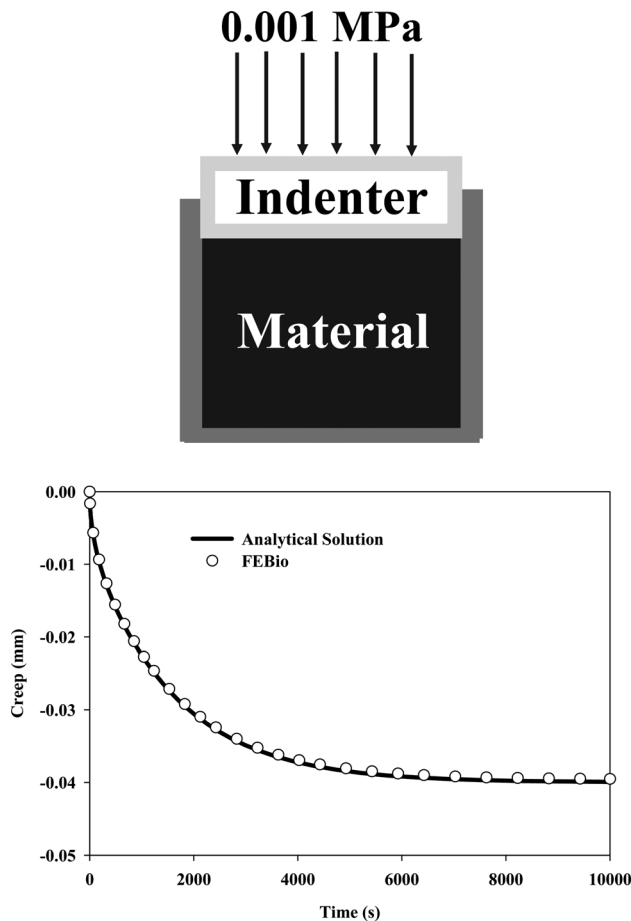 0.001 MPa
Indenter
Material
0.00
-0.01
-0.02
-0.03
-0.04
-0.05
Creep (mm)
Analytical Solution
FEBio
0 2000 4000 6000 8000 10000
Time (s)